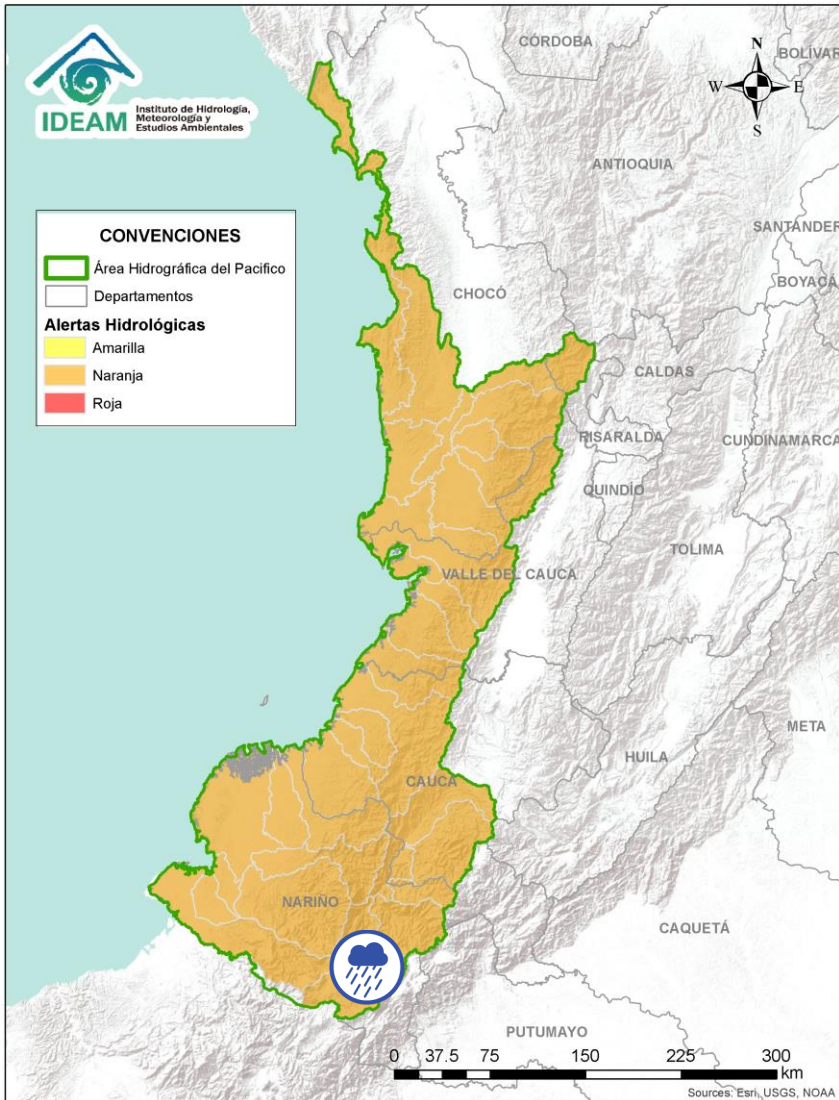 IDEAM
Instituto de Hidrología,
Meteorología y
Estudios Ambientales
N
W
E
S
CÓRDOBA
BOLÍVAR
ANTIOQUIA
SANTANDER
BOYACÁ
CHOCÓ
CALDAS
RISARALDA
CUNDINAMARCA
QUINDÍO
TOLIMA
VALLE DEL CAUCA
META
HUILA
CAUCA
NARIÑO
CAQUETÁ
PUTUMAYO
CONVENCIONES
Área Hidrográfica del Pacifico
Departamentos
Alertas Hidrológicas
Amarilla
Naranja
Roja
0 37.5 75 150 225 300
km
Sources: Esri, USGS, NOAA